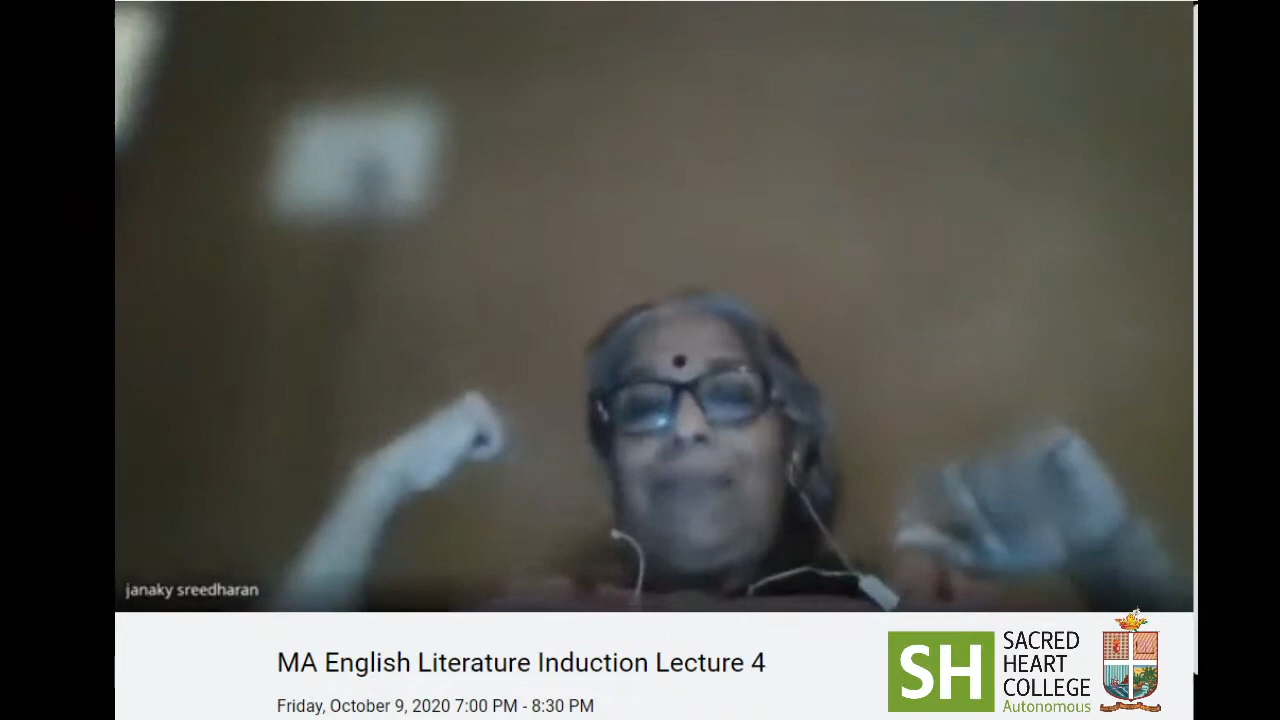 janaky sreedharan
MA English Literature Induction Lecture 4
Friday, October 9, 2020 7:00 PM - 8:30 PM
SH
SACRED
HEART
COLLEGE
Autonomous